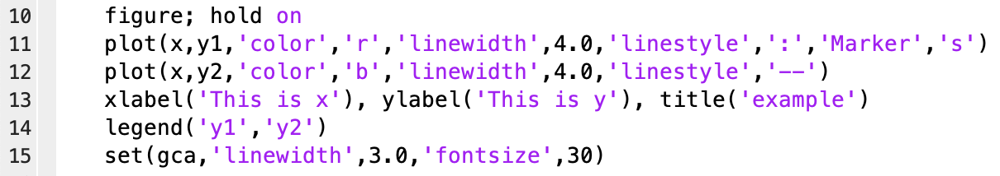 10 figure; hold on
11 plot(x,y1,'color','r','linewidth',4.0,'linestyle',':','Marker','s')
12 plot(x,y2,'color','b','linewidth',4.0,'linestyle','--')
13 xlabel('This is x'), ylabel('This is y'), title('example')
14 legend('y1','y2')
15 set(gca,'linewidth',3.0,'fontsize',30)